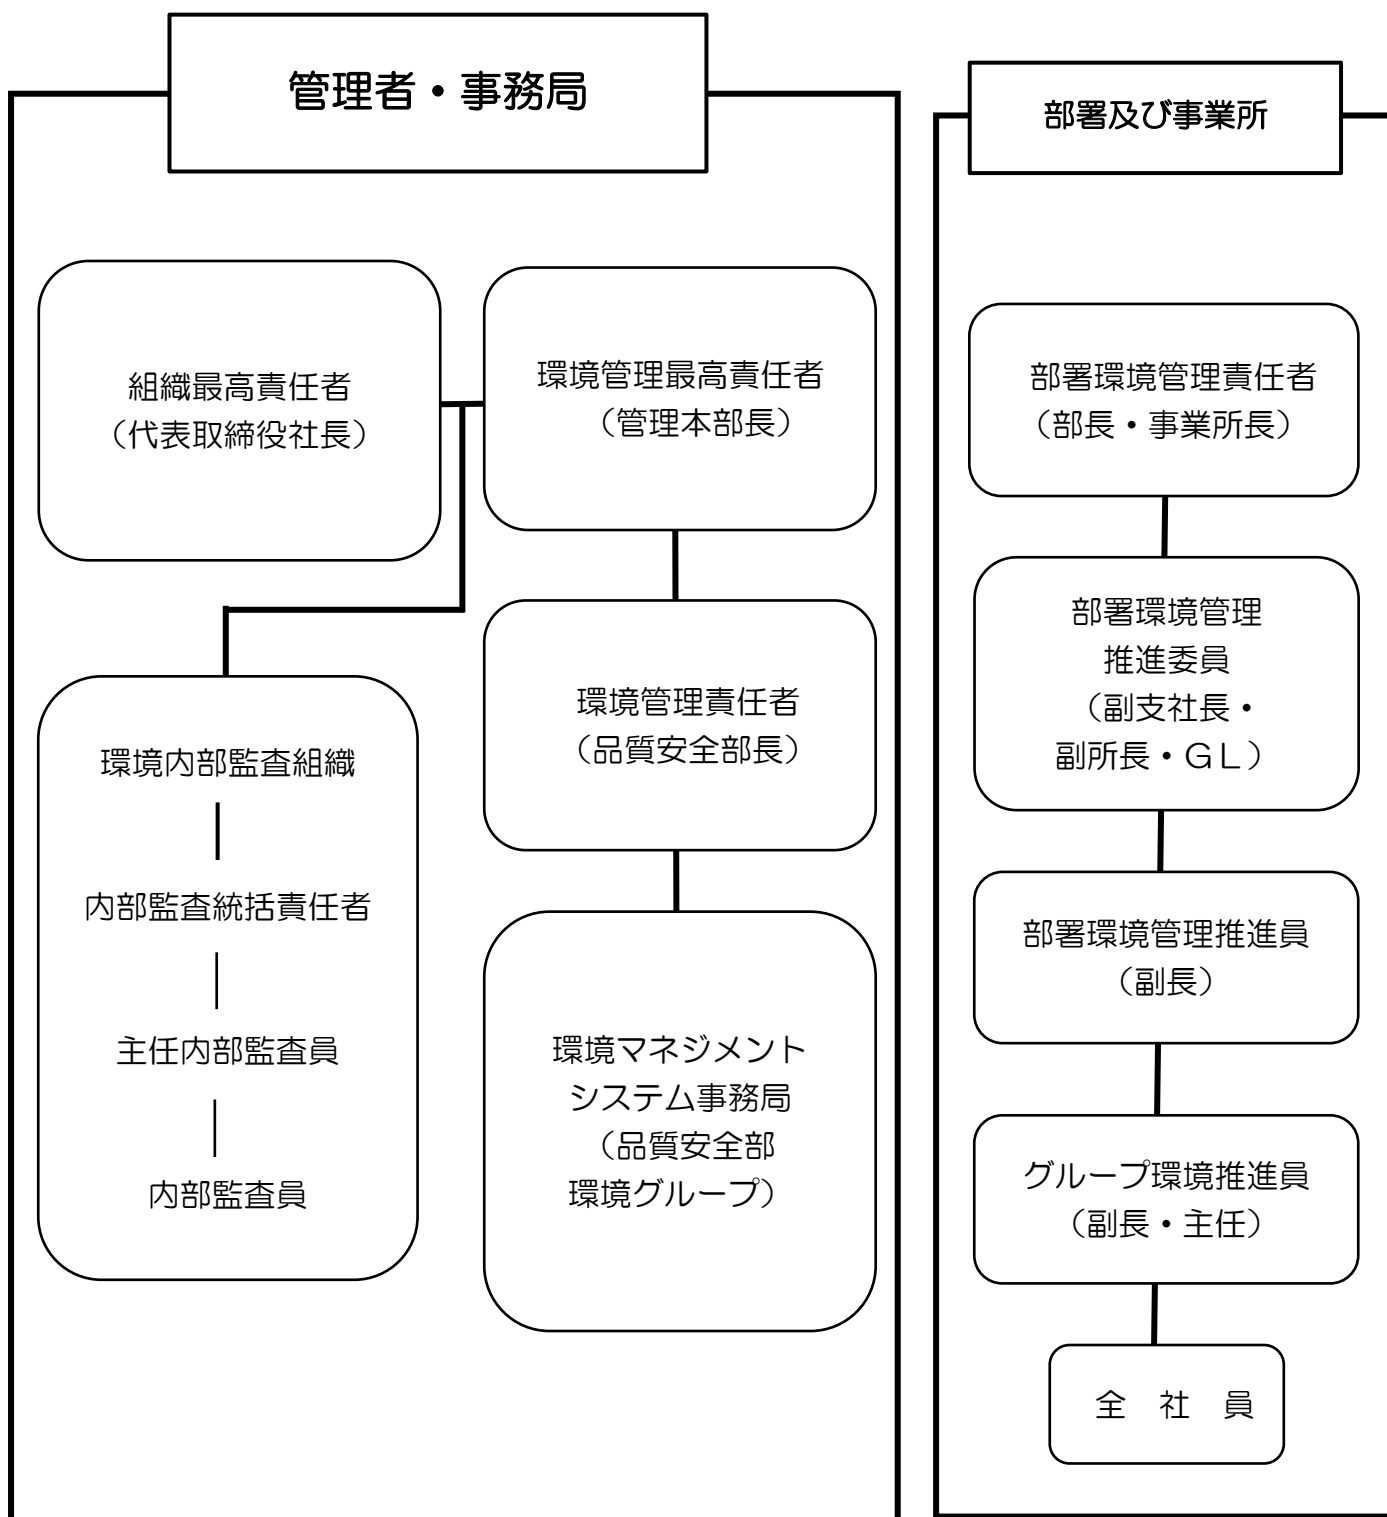 管理者・事務局
組織最高責任者
（代表取締役社長）
環境管理最高責任者
（管理本部長）
環境管理責任者
（品質安全部長）
環境内部監査組織
内部監査統括責任者
主任内部監査員
内部監査員
環境マネジメント
システム事務局
（品質安全部
環境グループ）
部署及び事業所
部署環境管理責任者
（部長・事業所長）
部署環境管理
推進委員
（副支社長・
副所長・ＧＬ）
部署環境管理推進員
（副長）
グループ環境推進員
（副長・主任）
全　社　員